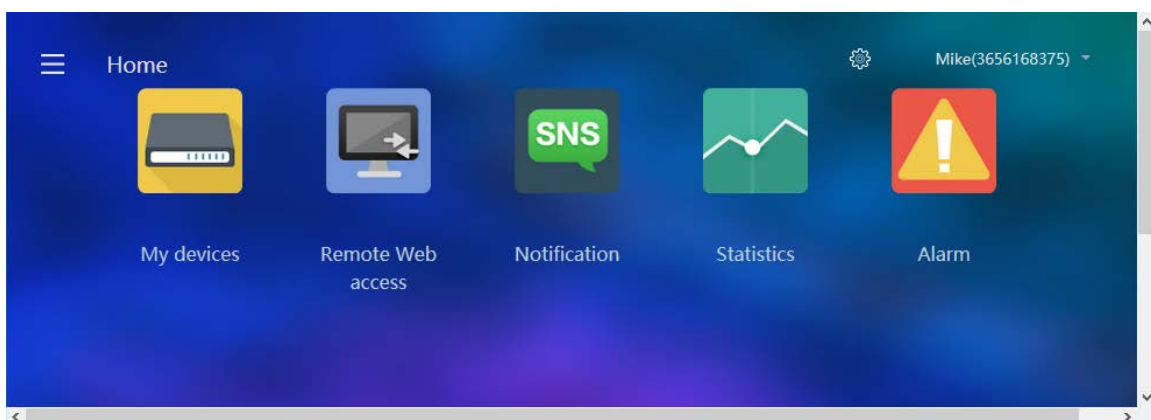 Home
Mike(3656168375)
SNS
My devices
Remote Web
access
Notification
Statistics
Alarm